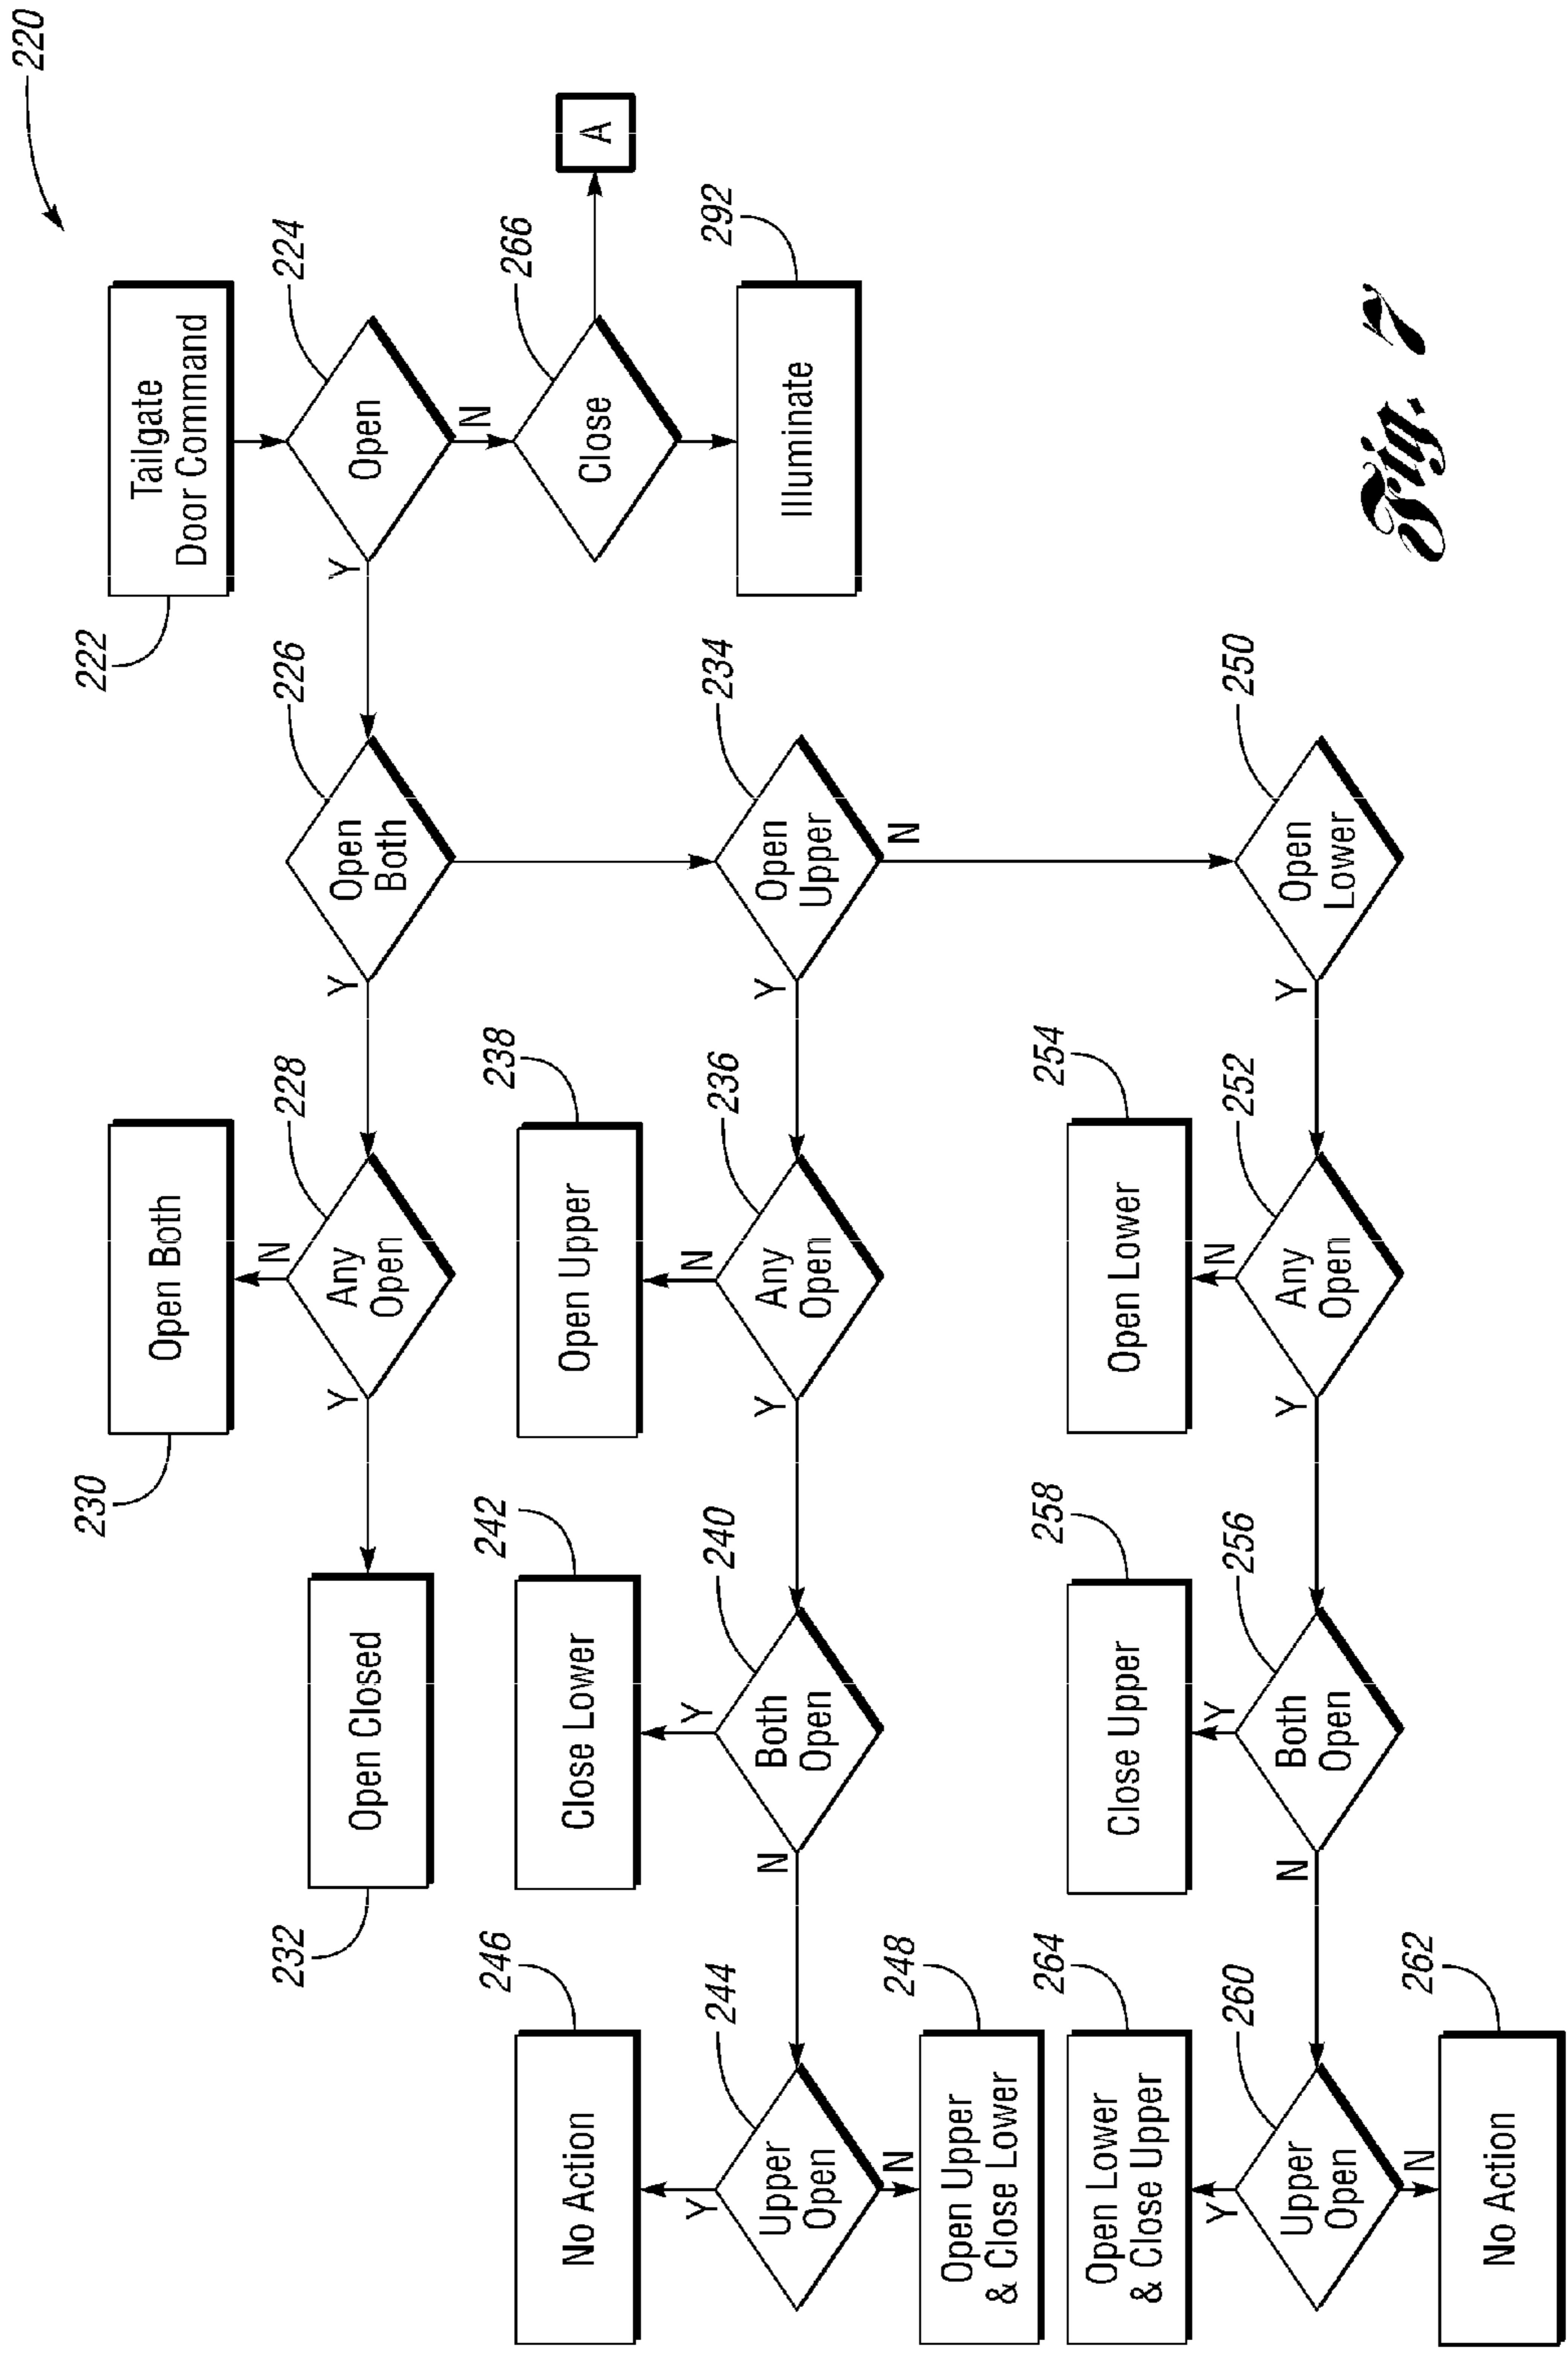 220
Tailgate
Door Command
222
Open
224
N
Y
Close
266
A
Illuminate
292
Open
Both
226
Y
Any
Open
228
N
Open Both
230
Y
Open Closed
232
Open
Upper
234
N
Y
Any
Open
236
N
Open Upper
238
Y
Both
Open
240
Y
Close Lower
242
N
Upper
Open
244
Y
No Action
246
N
Open Upper
& Close Lower
248
Open
Lower
250
Y
Any
Open
252
N
Open Lower
254
Y
Both
Open
256
Y
Close Upper
258
N
Upper
Open
260
Y
Open Lower
& Close Upper
264
N
No Action
262
Fig. 7